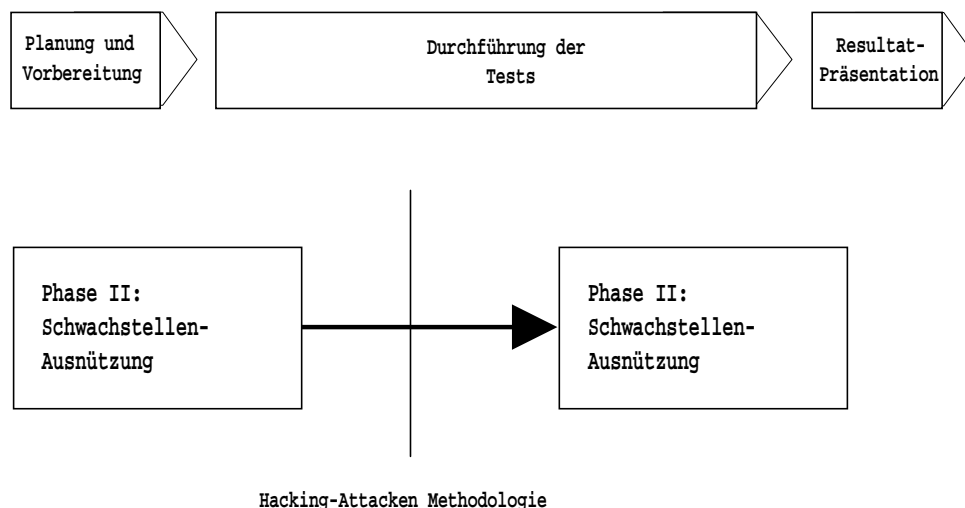 Planung und
Vorbereitung
Durchführung der
Tests
Resultat-
Präsentation
Phase II:
Schwachstellen-
Ausnützung
Phase II:
Schwachstellen-
Ausnützung
Hacking-Attacken Methodologie